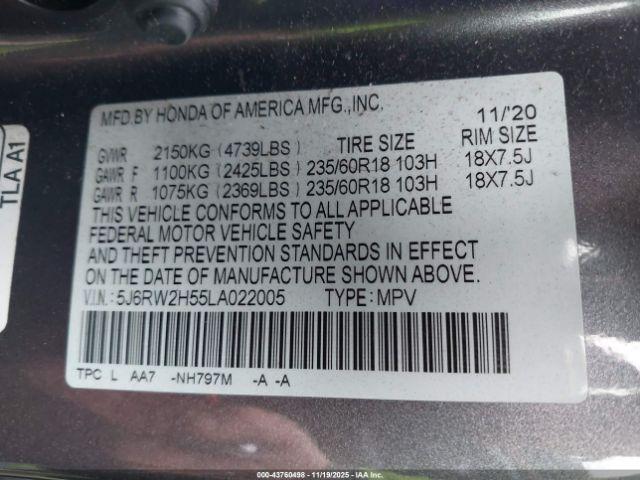 MFD.BY HONDA OF AMERICA MFG.,INC. 11/'20
GVWR 2150KG (4739LBS) TIRE SIZE RIM SIZE
GAWR F 1100KG (2425LBS) 235/60R18 103H 18X7.5J
GAWR R 1075KG (2369LBS) 235/60R18 103H 18X7.5J
THIS VEHICLE CONFORMS TO ALL APPLICABLE
FEDERAL MOTOR VEHICLE SAFETY
AND THEFT PREVENTION STANDARDS IN EFFECT
ON THE DATE OF MANUFACTURE SHOWN ABOVE.
V.I.N.: 5J6RW2H55LA022005 TYPE: MPV
TPC L AA7 -NH797M -A -A
TLA A1
000-43760498 - 11/19/2025 - IAA Inc.